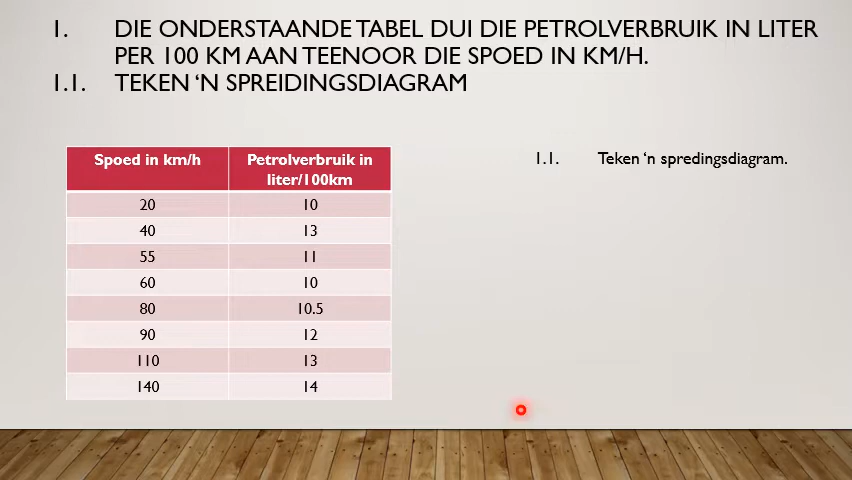 1. DIE ONDERSTAANDE TABEL DUI DIE PETROLVERBRUIK IN LITER
PER 100 KM AAN TEENOOR DIE SPOED IN KM/H.
1.1. TEKEN ‘N SPREIDINGSDIAGRAM
1.1. Teken ‘n spredingsdiagram.
Spoed in km/h Petrolverbruik in
liter/100km
20 10
40 13
55 11
60 10
80 10.5
90 12
110 13
140 14